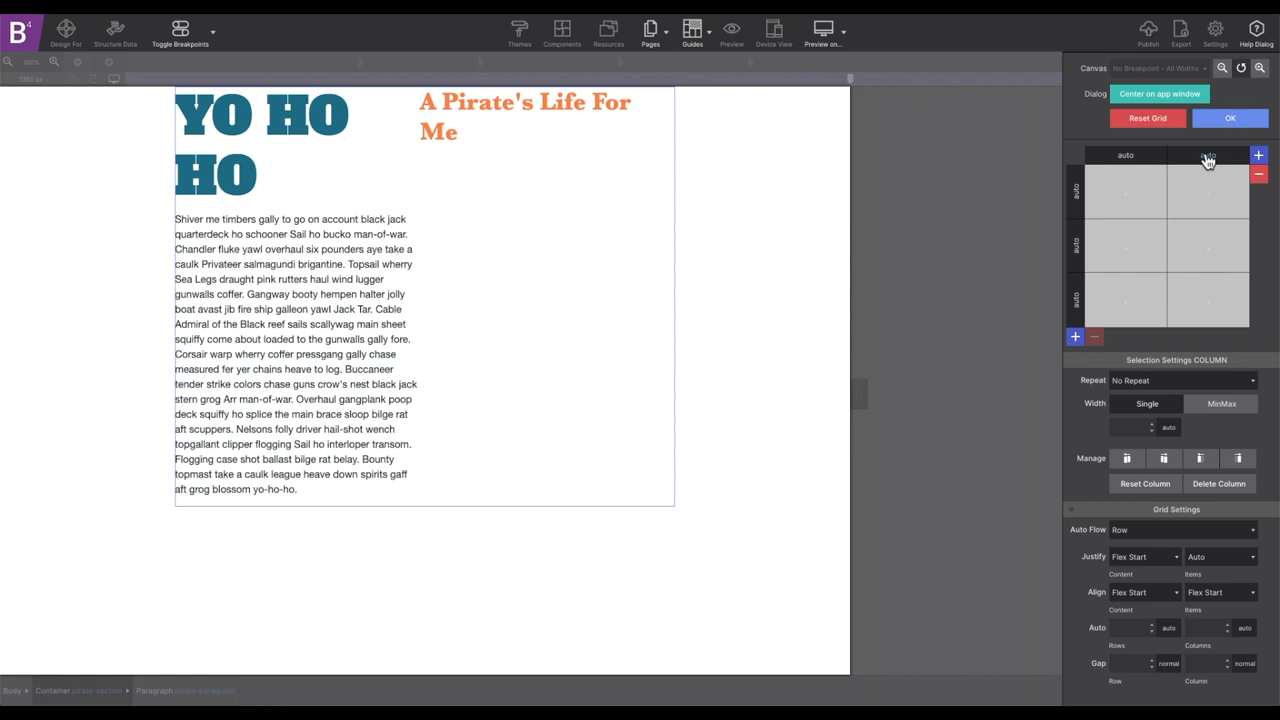 B4
Design For
Structure Data
Toggle Breakpoints
Themes
Components
Resources
Pages
Guides
Preview
Device View
Preview on...
Publish
Export
Settings
Help Dialog
100%
Canvas No Breakpoint - All Widths
Dialog Center on app window
Reset Grid OK
YO HO
HO
A Pirate's Life For
Me
Shiver me timbers gally to go on account black jack
quarterdeck ho schooner Sail ho bucko man-of-war.
Chandler fluke yawl overhaul six pounders aye take a
caulk Privateer salmagundi brigantine. Topsail wherry
Sea Legs draught pink rutters haul wind lugger
gunwalls coffer. Gangway booty hempen halter jolly
boat avast jib fire ship galleon yawl Jack Tar. Cable
Admiral of the Black reef sails scallywag main sheet
squiffy come about loaded to the gunwalls gally fore.
Corsair warp wherry coffer pressgang gally chase
measured fer yer chains heave to log. Buccaneer
tender strike colors chase guns crow's nest black jack
stern grog Arr man-of-war. Overhaul gangplank poop
deck squiffy ho splice the main brace sloop bilge rat
aft scuppers. Nelsons folly driver hail-shot wench
topgallant clipper flogging Sail ho interloper transom.
Flogging case shot ballast bilge rat belay. Bounty
topmast take a caulk league heave down spirits gaff
aft grog blossom yo-ho-ho.
auto auto
auto
auto
auto
Selection Settings COLUMN
Repeat No Repeat
Width Single MinMax
auto
Manage
Reset Column Delete Column
Grid Settings
Auto Flow Row
Justify Flex Start Auto
Content Items
Align Flex Start Flex Start
Content Items
Auto auto auto
Rows Columns
Gap normal normal
Row Column
Body Container pirate-section Paragraph pirate-paragraph